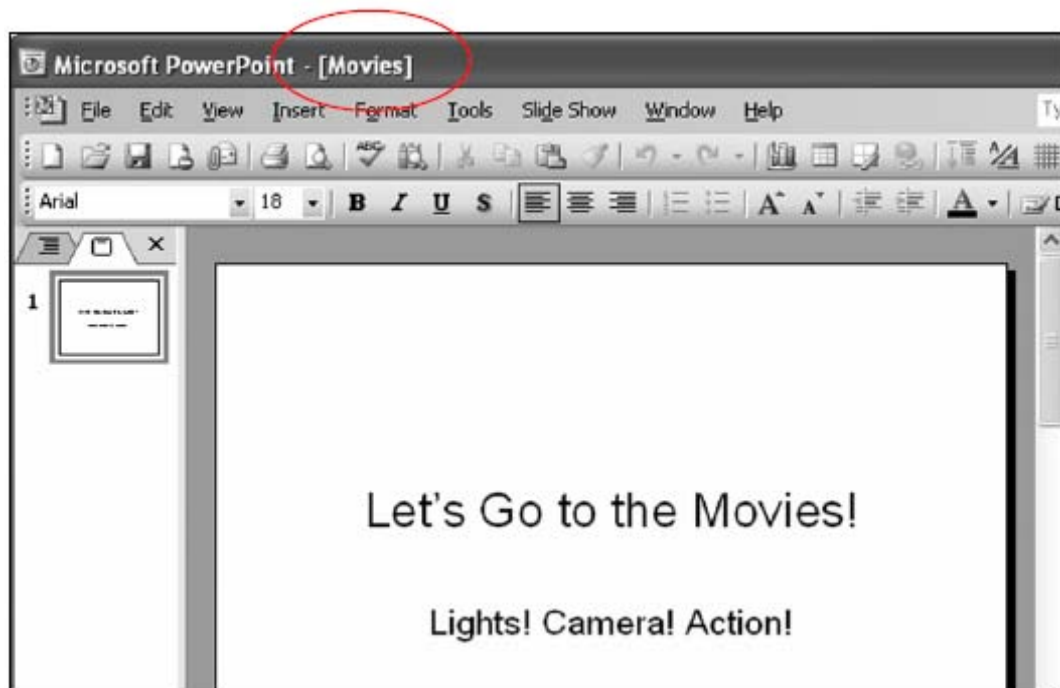 Microsoft PowerPoint - [Movies]
File Edit View Insert Format Tools Slide Show Window Help
Arial 18 B I U S A A A
1
Let's Go to the Movies!
Lights! Camera! Action!